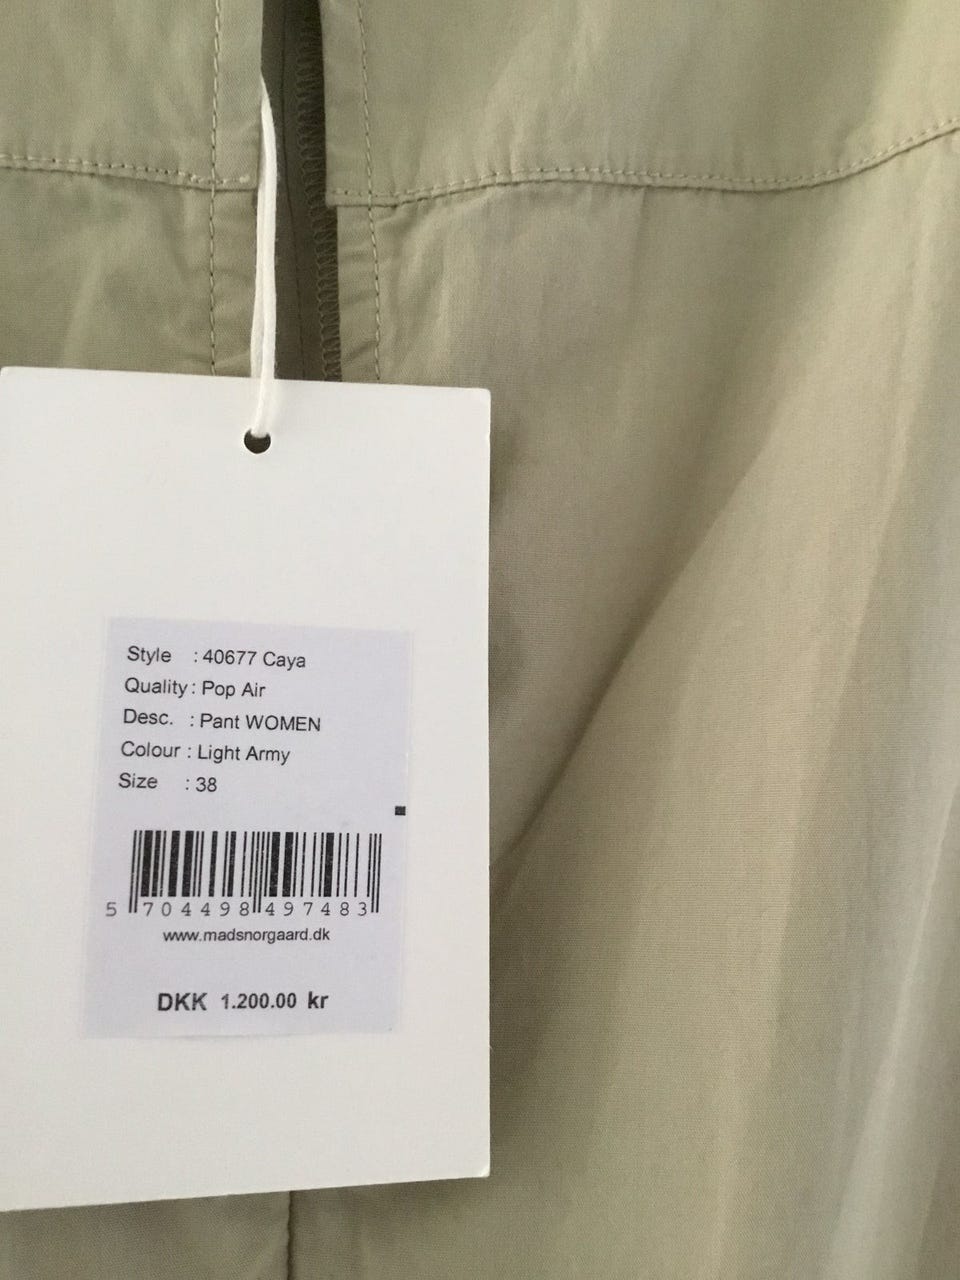 Style : 40677 Caya
Quality : Pop Air
Desc. : Pant WOMEN
Colour : Light Army
Size : 38
5 704498 497483
www.madsnorgaard.dk
DKK 1.200.00 kr